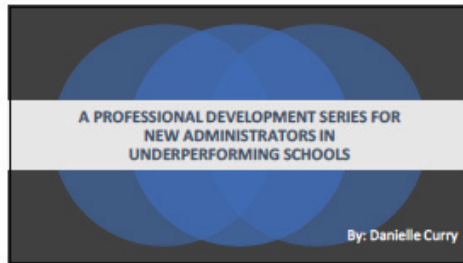 A PROFESSIONAL DEVELOPMENT SERIES FOR
NEW ADMINISTRATORS IN
UNDERPERFORMING SCHOOLS
By: Danielle Curry